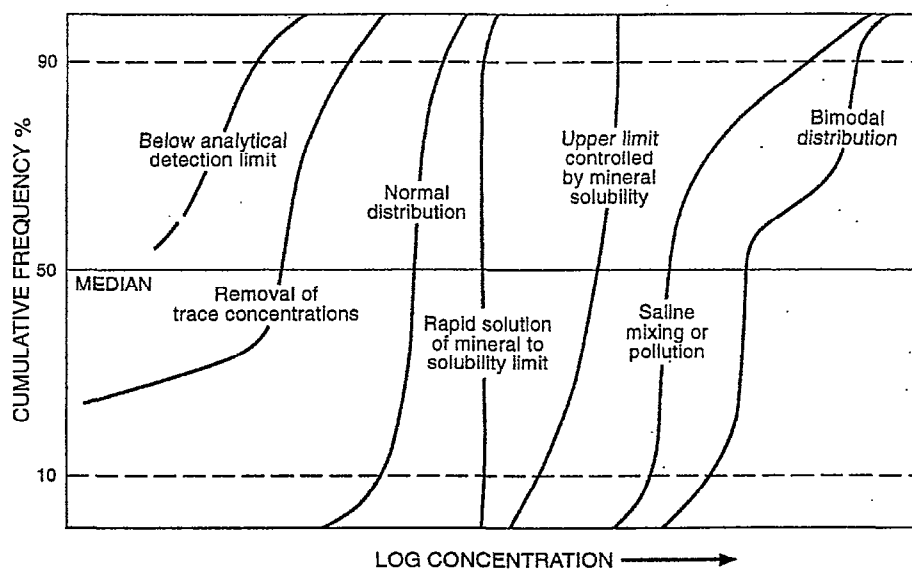 CUMULATIVE FREQUENCY %
90
50
10
MEDIAN
Below analytical
detection limit
Removal of
trace concentrations
Normal
distribution
Rapid solution
of mineral to
solubility limit
Upper limit
controlled
by mineral
solubility
Saline
mixing or
pollution
Bimodal
distribution
LOG CONCENTRATION